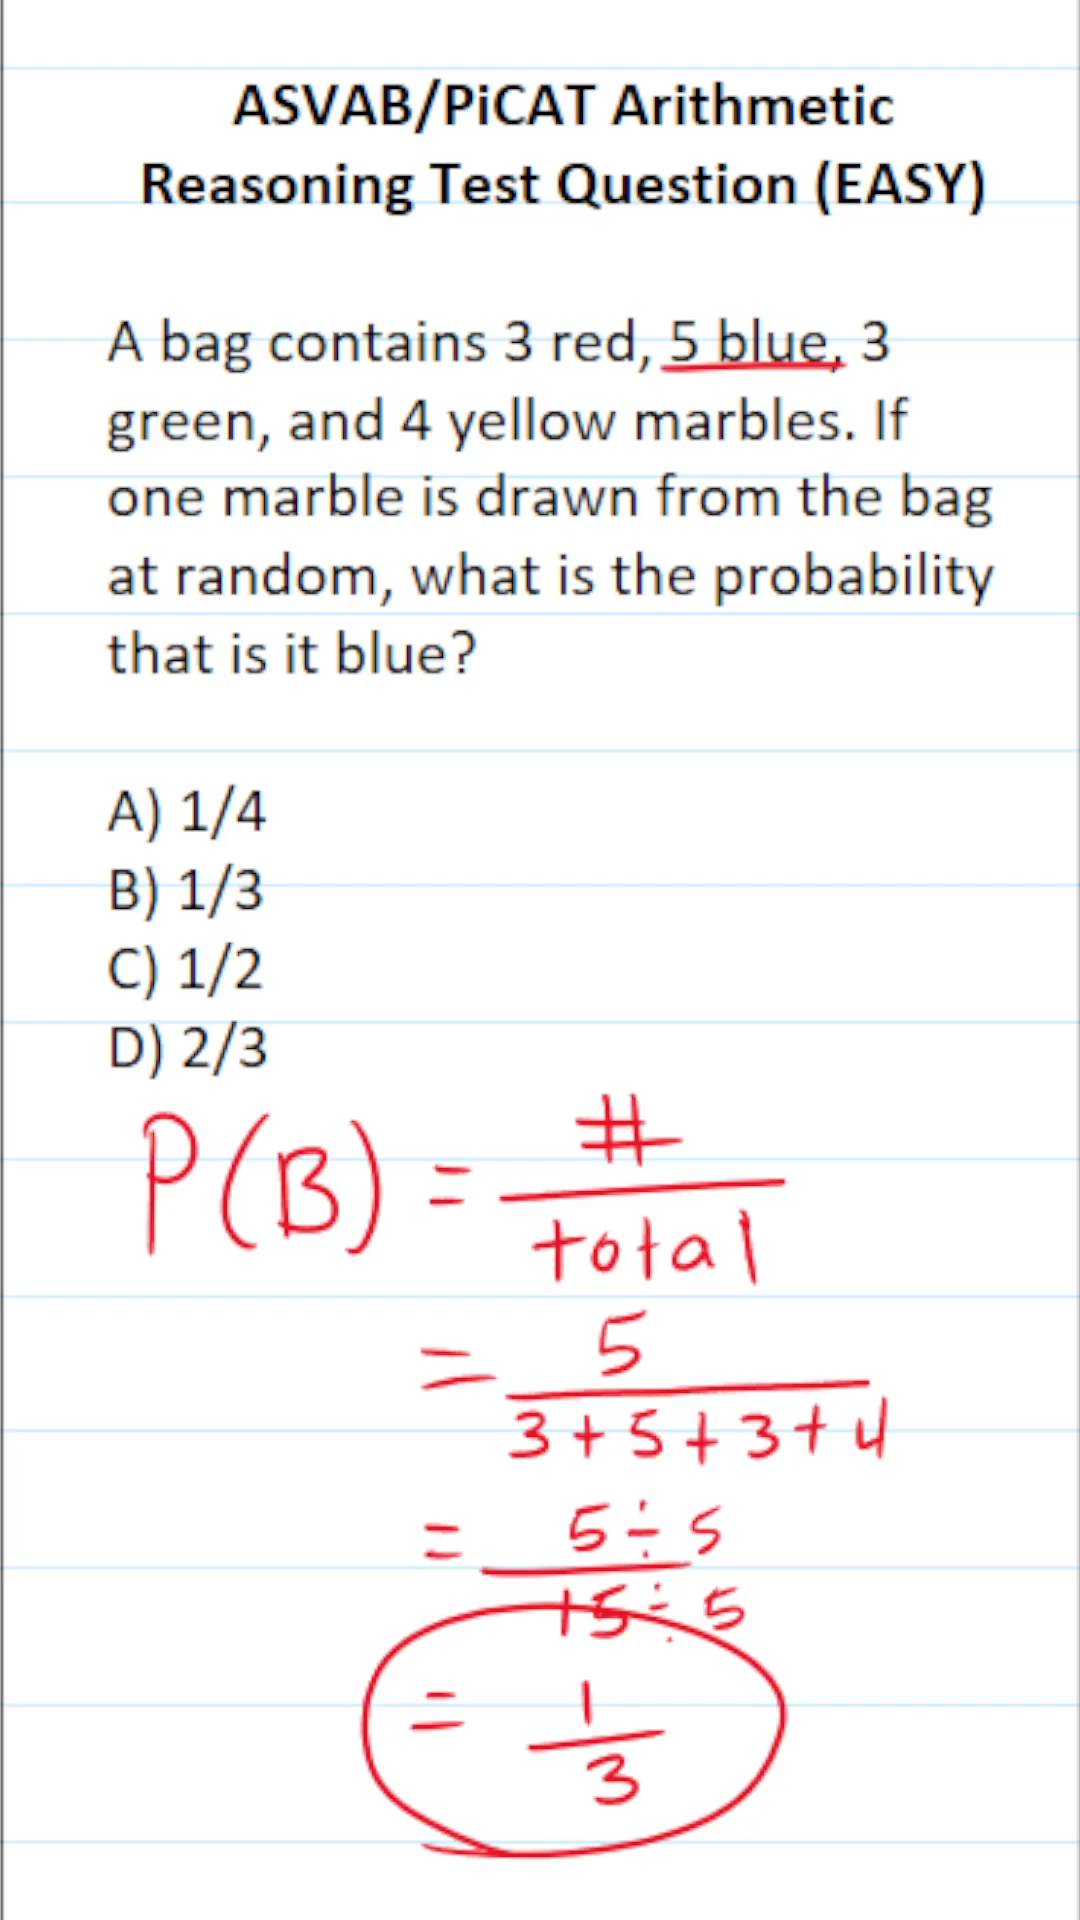 ASVAB/PiCAT Arithmetic
Reasoning Test Question (EASY)
A bag contains 3 red, 5 blue, 3
green, and 4 yellow marbles. If
one marble is drawn from the bag
at random, what is the probability
that is it blue?
A) 1/4
B) 1/3
C) 1/2
D) 2/3
P(B) = #
total
= 5
3+5+3+4
= 5÷5
15÷5
= 1
3